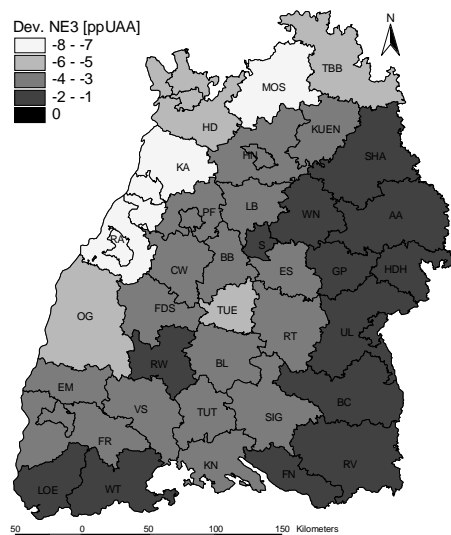 Dev. NE3 [ppUAA]
-8 - -7
-6 - -5
-4 - -3
-2 - -1
0
N
TBB
MOS
HD
KUEN
HN
SHA
KA
PF
LB
WN
AA
RA
S
CW
BB
ES
GP
HDH
OG
FDS
TUE
RT
UL
RW
BL
EM
BC
VS
TUT
SIG
FR
KN
FN
RV
LOE
WT
50 0 50 100 150 Kilometers